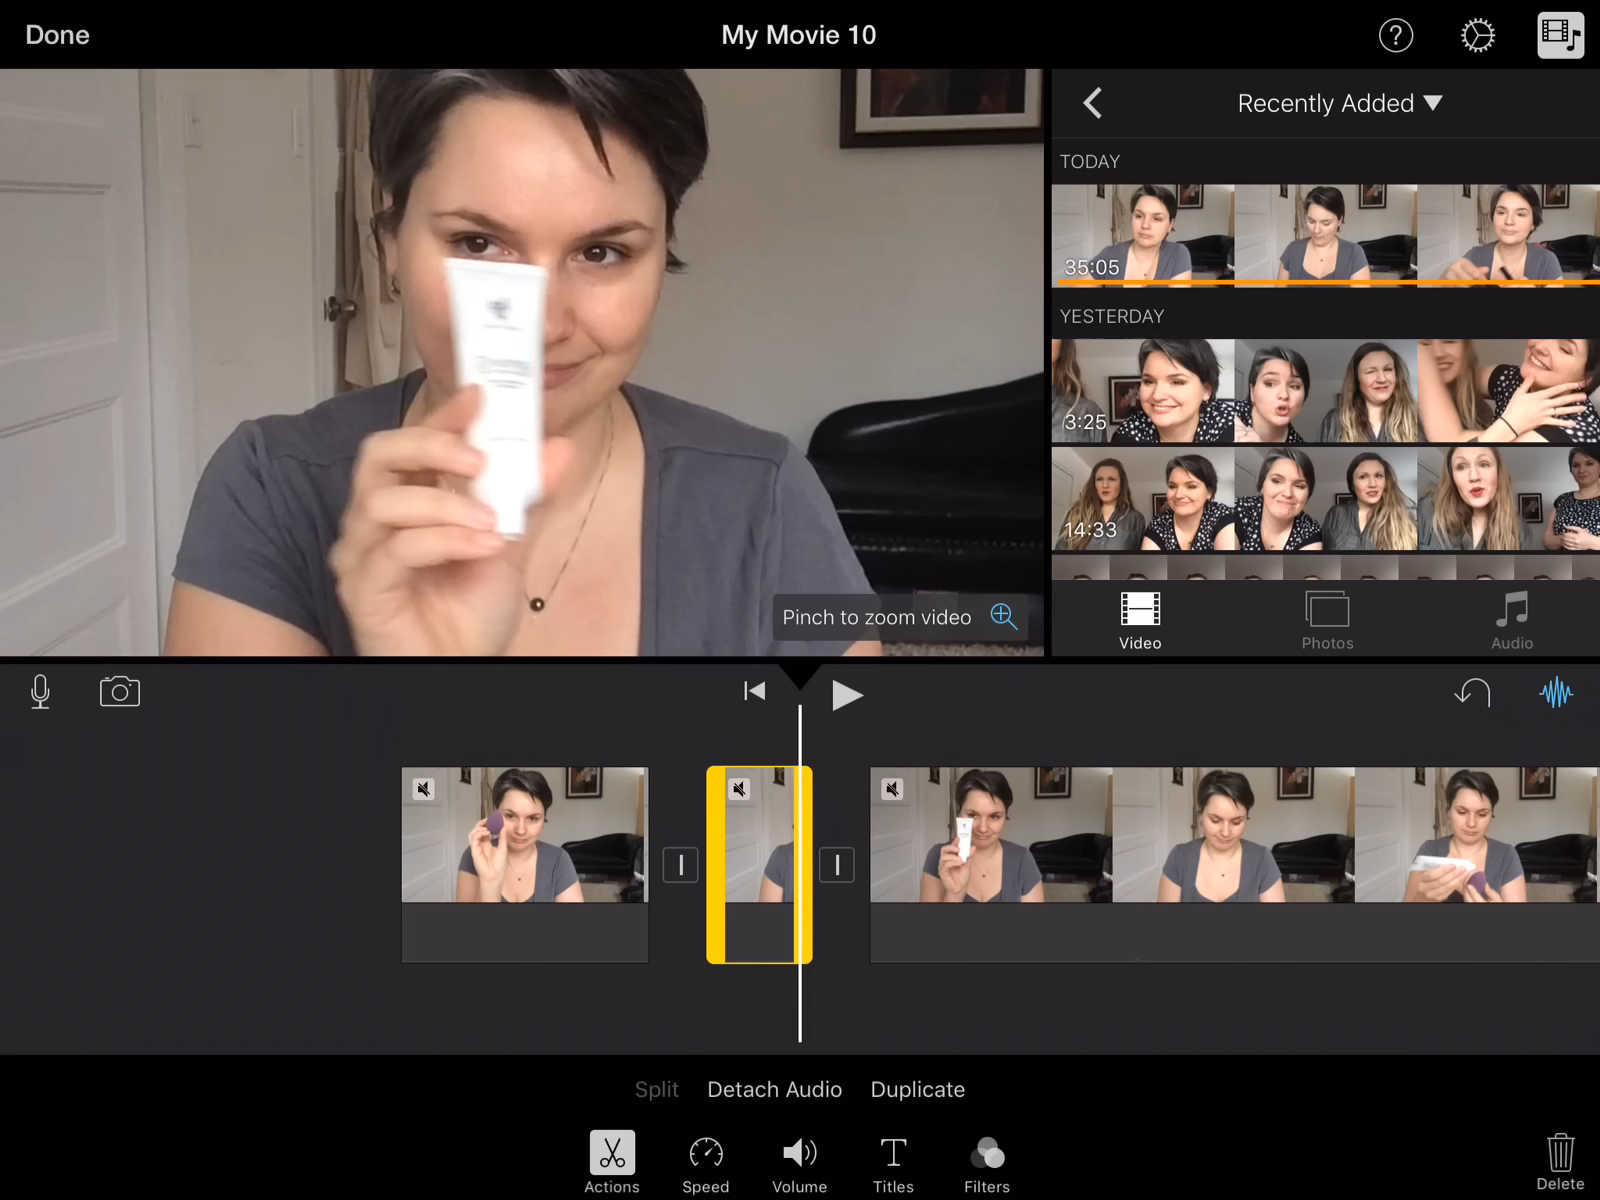 Done
My Movie 10
?
Recently Added
TODAY
35:05
YESTERDAY
3:25
14:33
Pinch to zoom video
Video
Photos
Audio
Split
Detach Audio
Duplicate
Actions
Speed
Volume
T
Titles
Filters
Delete